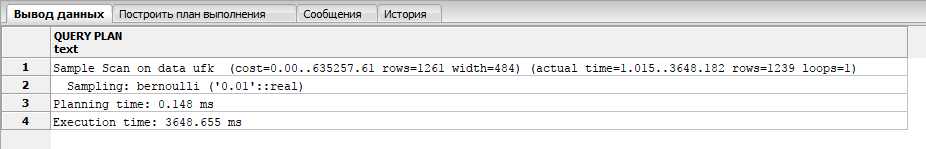 Вывод данных Построить план выполнения Сообщения История
QUERY PLAN
text
1 Sample Scan on data ufk (cost=0.00..635257.61 rows=1261 width=484) (actual time=1.015..3648.182 rows=1239 loops=1)
2 Sampling: bernoulli ('0.01'::real)
3 Planning time: 0.148 ms
4 Execution time: 3648.655 ms